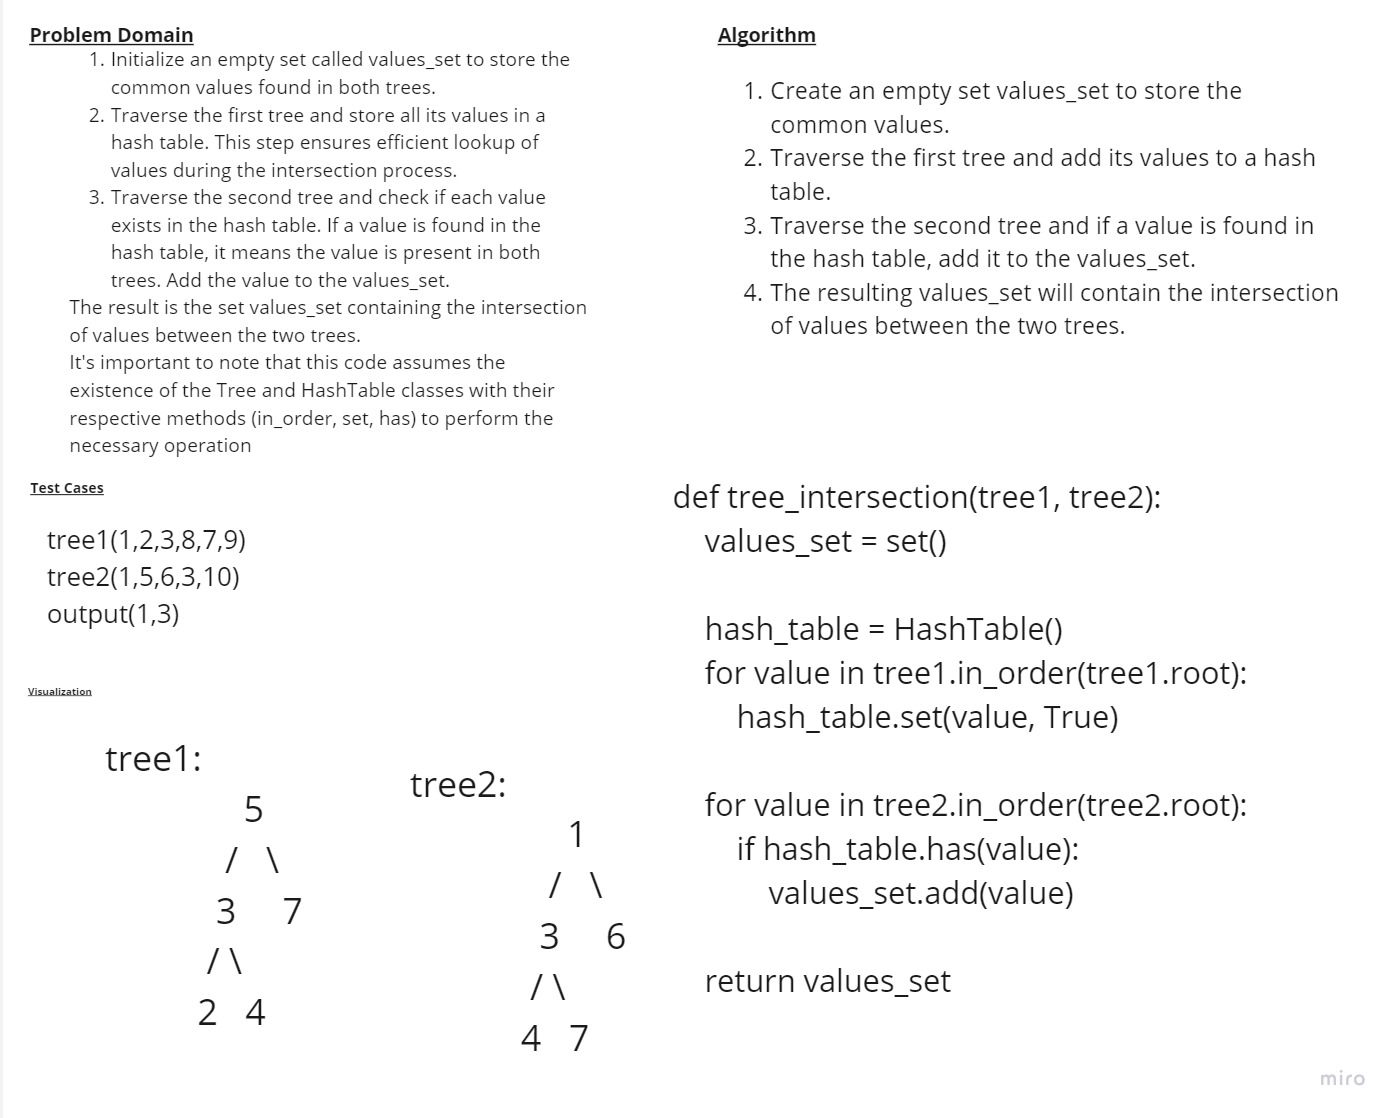 Problem Domain
1. Initialize an empty set called values_set to store the
common values found in both trees.
2. Traverse the first tree and store all its values in a
hash table. This step ensures efficient lookup of
values during the intersection process.
3. Traverse the second tree and check if each value
exists in the hash table. If a value is found in the
hash table, it means the value is present in both
trees. Add the value to the values_set.
The result is the set values_set containing the intersection
of values between the two trees.
It's important to note that this code assumes the
existence of the Tree and HashTable classes with their
respective methods (in_order, set, has) to perform the
necessary operation
Algorithm
1. Create an empty set values_set to store the
common values.
2. Traverse the first tree and add its values to a hash
table.
3. Traverse the second tree and if a value is found in
the hash table, add it to the values_set.
4. The resulting values_set will contain the intersection
of values between the two trees.
Test Cases
tree1(1,2,3,8,7,9)
tree2(1,5,6,3,10)
output(1,3)
Visualization
tree1:
5
/ \
3 7
/ \
2 4
tree2:
1
/ \
3 6
/ \
4 7
def tree_intersection(tree1, tree2):
values_set = set()
hash_table = HashTable()
for value in tree1.in_order(tree1.root):
hash_table.set(value, True)
for value in tree2.in_order(tree2.root):
if hash_table.has(value):
values_set.add(value)
return values_set
miro